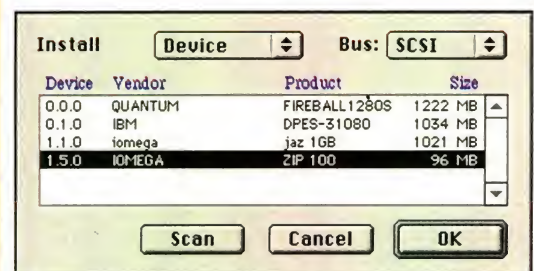 Install Device Bus: SCSI
Device Vendor Product Size
0.0.0 QUANTUM FIREBALL1280S 1222 MB
0.1.0 IBM DPES-31080 1034 MB
1.1.0 iomega jaz 1GB 1021 MB
1.5.0 IOMEGA ZIP 100 96 MB
Scan Cancel OK